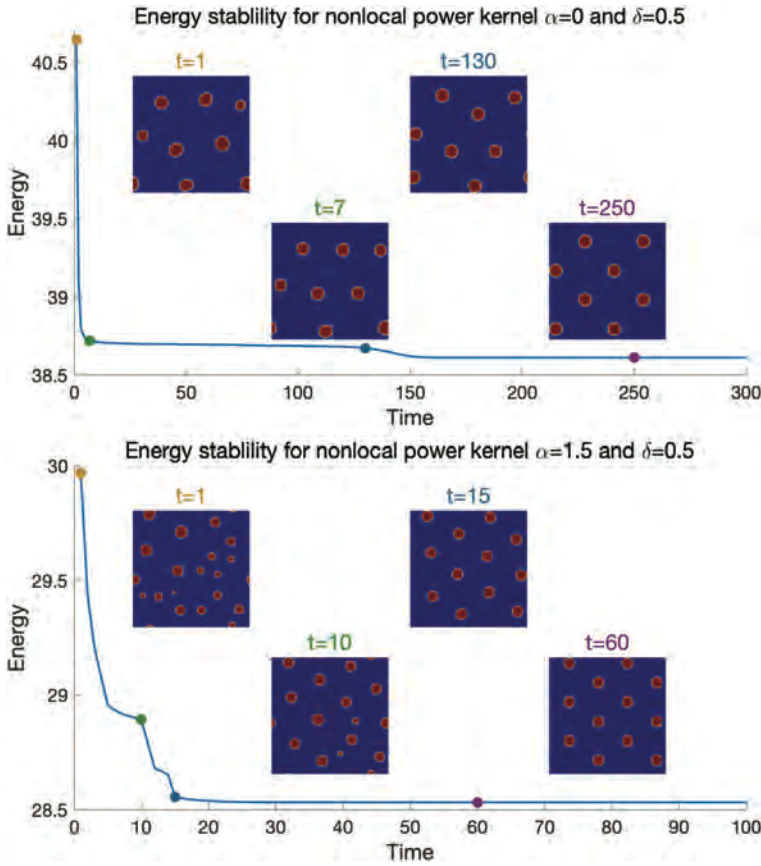 Energy stablility for nonlocal power kernel α=0 and δ=0.5
40.5
40
39.5
39
38.5
Energy
t=1
t=130
t=7
t=250
0
50
100
150
200
250
300
Time
Energy stablility for nonlocal power kernel α=1.5 and δ=0.5
30
29.5
29
28.5
Energy
t=1
t=15
t=10
t=60
0
10
20
30
40
50
60
70
80
90
100
Time